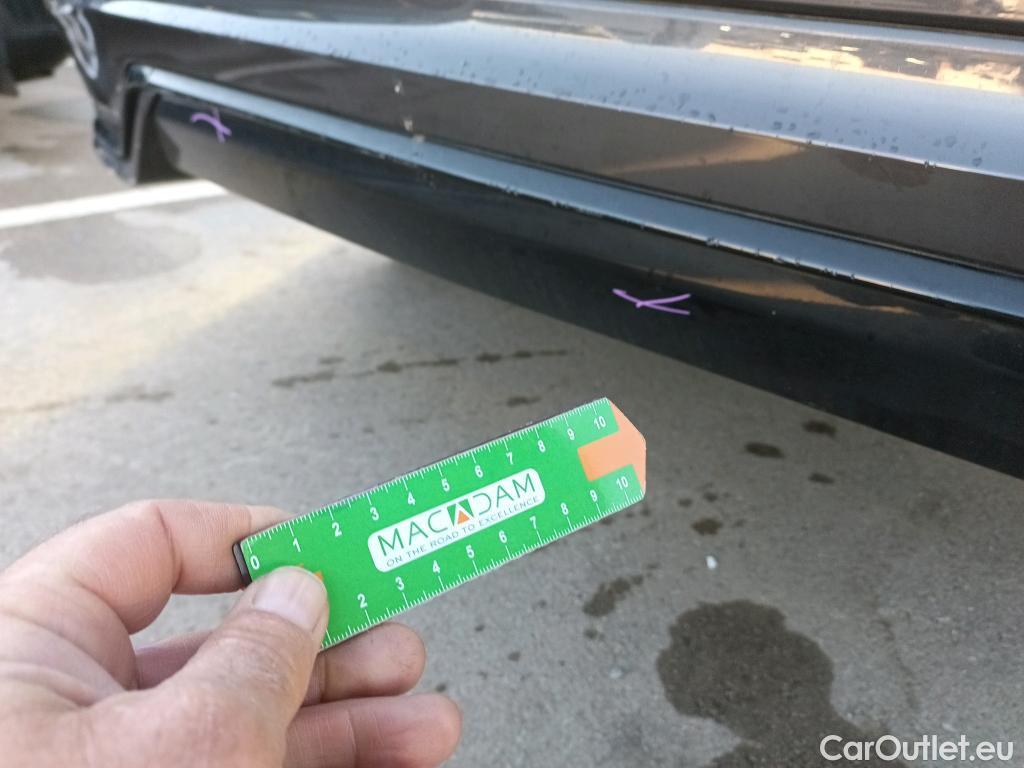 0 1 2 3 4 5 6 7 8 9 10
MACADAM
ON THE ROAD TO EXCELLENCE
2 3 4 5 6 7 8 9 10
CarOutlet.eu